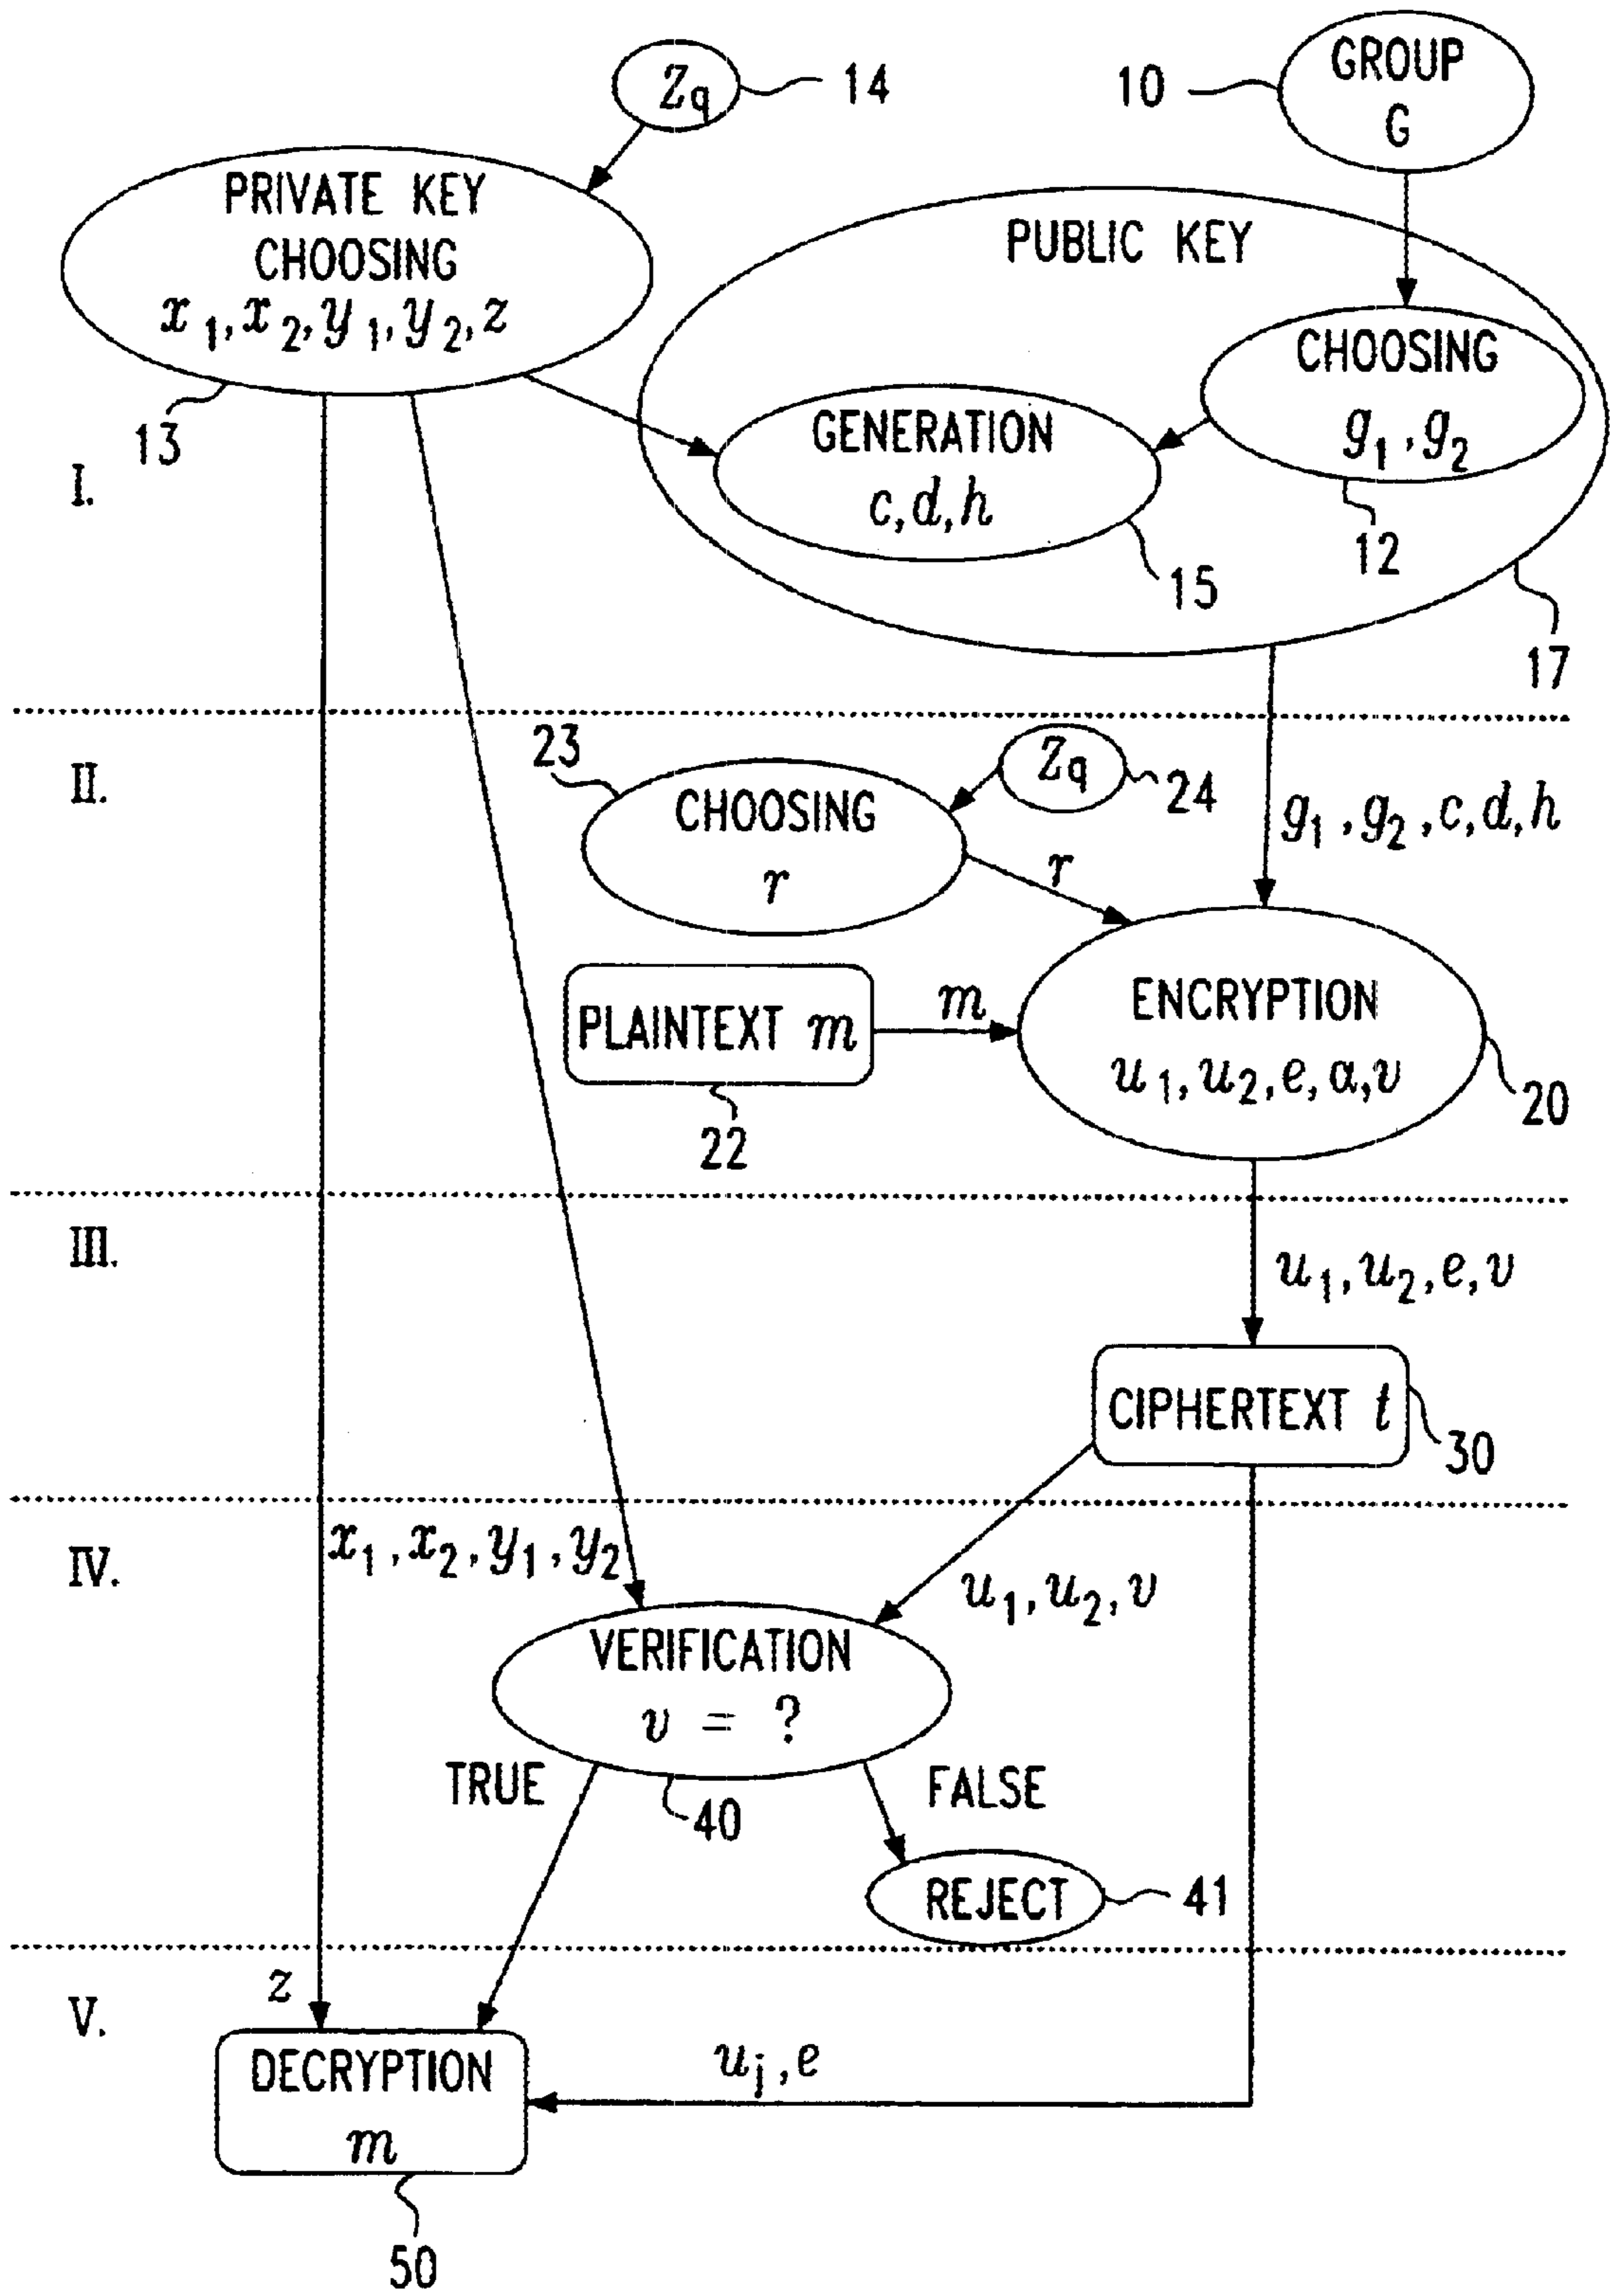 Zq
14
10
GROUP
G
PRIVATE KEY
CHOOSING
x1, x2, y1, y2, z
13
PUBLIC KEY
CHOOSING
g1, g2
12
GENERATION
c, d, h
15
17
I.
II.
23
CHOOSING
r
Zq
24
g1, g2, c, d, h
r
PLAINTEXT m
22
m
ENCRYPTION
u1, u2, e, α, v
20
III.
u1, u2, e, v
CIPHERTEXT t
30
IV.
x1, x2, y1, y2
u1, u2, v
VERIFICATION
v = ?
TRUE
40
FALSE
REJECT
41
V.
z
DECRYPTION
m
uj, e
50